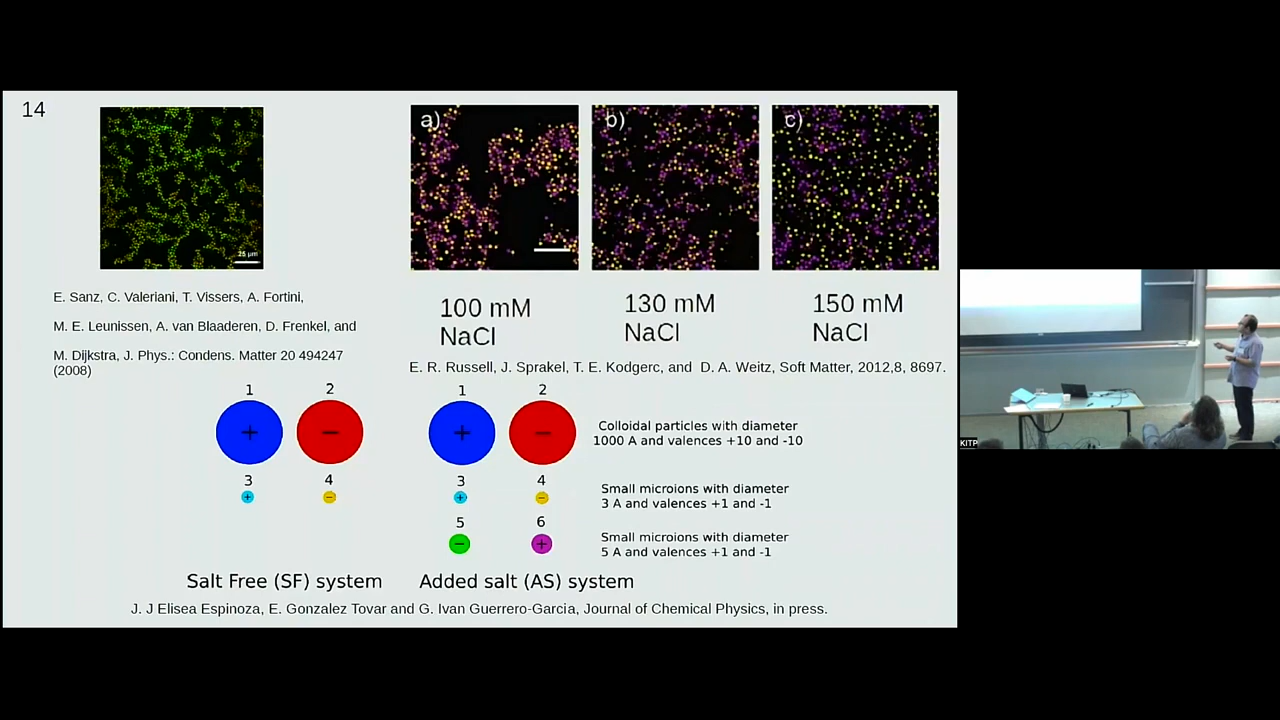 14
25 μm
a)
b)
c)
E. Sanz, C. Valeriani, T. Vissers, A. Fortini,
M. E. Leunissen, A. van Blaaderen, D. Frenkel, and
M. Dijkstra, J. Phys.: Condens. Matter 20 494247
(2008)
100 mM
NaCl
130 mM
NaCl
150 mM
NaCl
E. R. Russell, J. Sprakel, T. E. Kodgerc, and D. A. Weitz, Soft Matter, 2012,8, 8697.
1
2
+
−
3
4
+
−
Salt Free (SF) system
1
2
+
−
Colloidal particles with diameter
1000 A and valences +10 and -10
3
4
+
−
Small microions with diameter
3 A and valences +1 and -1
5
6
−
+
Small microions with diameter
5 A and valences +1 and -1
Added salt (AS) system
J. J Elisea Espinoza, E. Gonzalez Tovar and G. Ivan Guerrero-Garcia, Journal of Chemical Physics, in press.
KITP